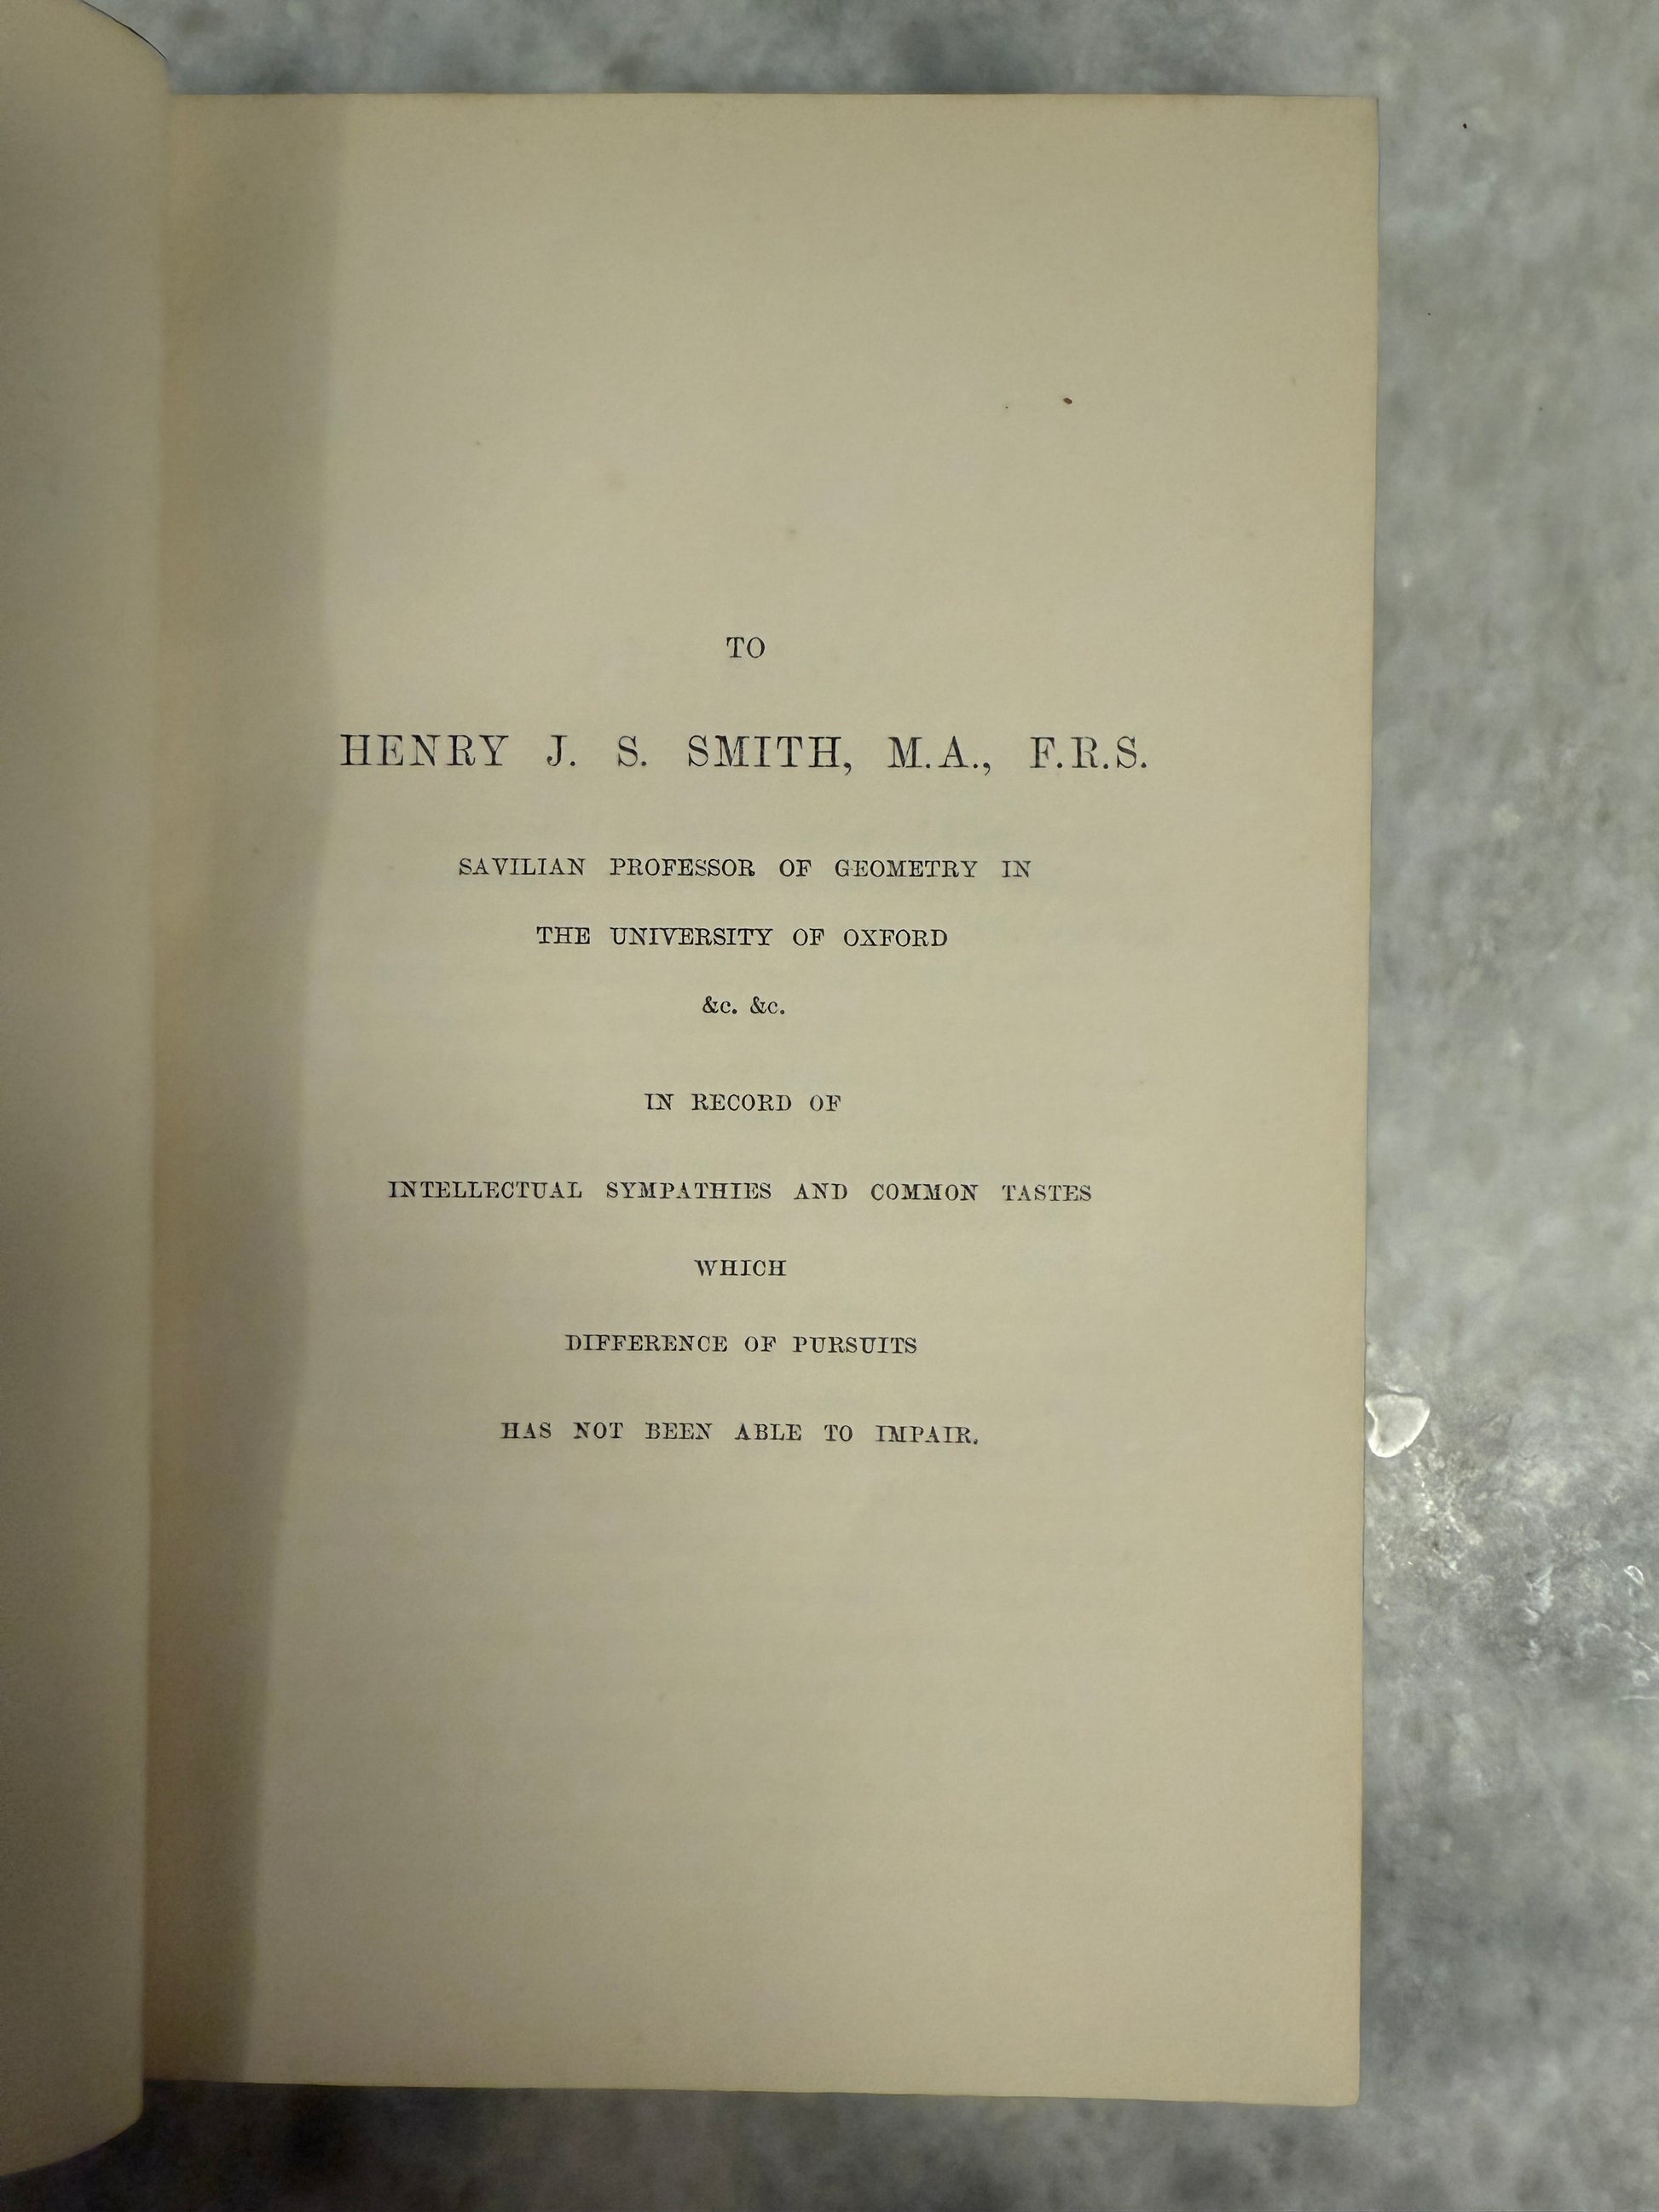 TO
HENRY J. S. SMITH, M.A., F.R.S.
SAVILIAN PROFESSOR OF GEOMETRY IN
THE UNIVERSITY OF OXFORD
&c. &c.
IN RECORD OF
INTELLECTUAL SYMPATHIES AND COMMON TASTES
WHICH
DIFFERENCE OF PURSUITS
HAS NOT BEEN ABLE TO IMPAIR.